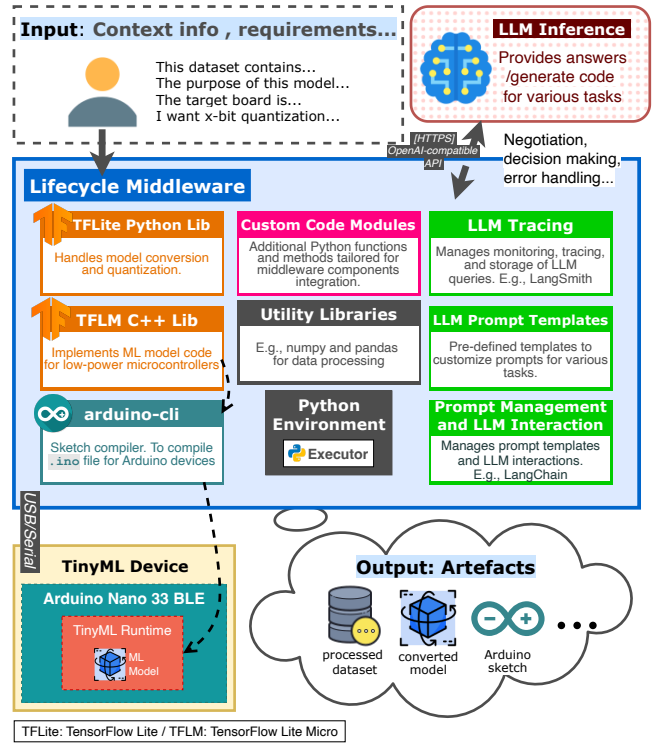 Input: Context info , requirements...
This dataset contains...
The purpose of this model...
The target board is...
I want x-bit quantization...
LLM Inference
Provides answers
/generate code
for various tasks
[HTTPS]
OpenAI-compatible
API
Negotiation,
decision making,
error handling...
Lifecycle Middleware
TFLite Python Lib
Handles model conversion
and quantization.
Custom Code Modules
Additional Python functions
and methods tailored for
middleware components
integration.
LLM Tracing
Manages monitoring, tracing,
and storage of LLM
queries. E.g., LangSmith
TFLM C++ Lib
Implements ML model code
for low-power microcontrollers
Utility Libraries
E.g., numpy and pandas
for data processing
LLM Prompt Templates
Pre-defined templates to
customize prompts for various
tasks.
arduino-cli
Sketch compiler. To compile
.ino file for Arduino devices
Python
Environment
Executor
Prompt Management
and LLM Interaction
Manages prompt templates
and LLM interactions.
E.g., LangChain
USB/Serial
TinyML Device
Arduino Nano 33 BLE
TinyML Runtime
ML
Model
Output: Artefacts
processed
dataset
converted
model
Arduino
sketch
TFLite: TensorFlow Lite / TFLM: TensorFlow Lite Micro